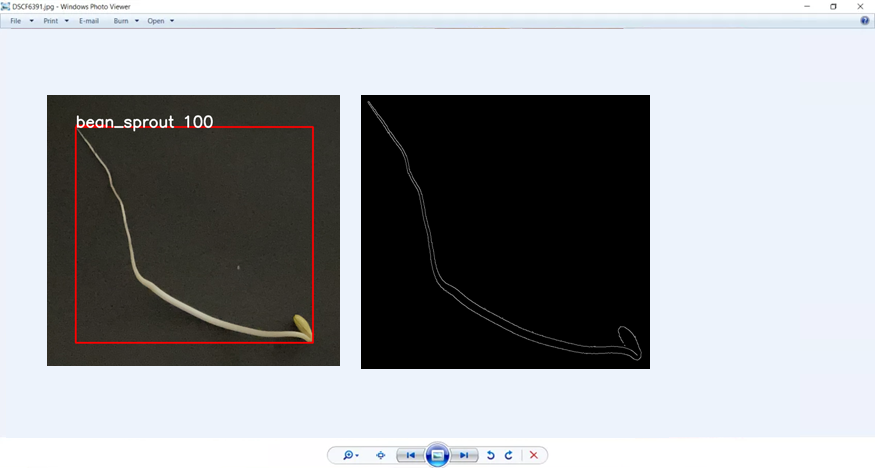 DSCF6391.jpg - Windows Photo Viewer
File Print E-mail Burn Open
bean_sprout 100